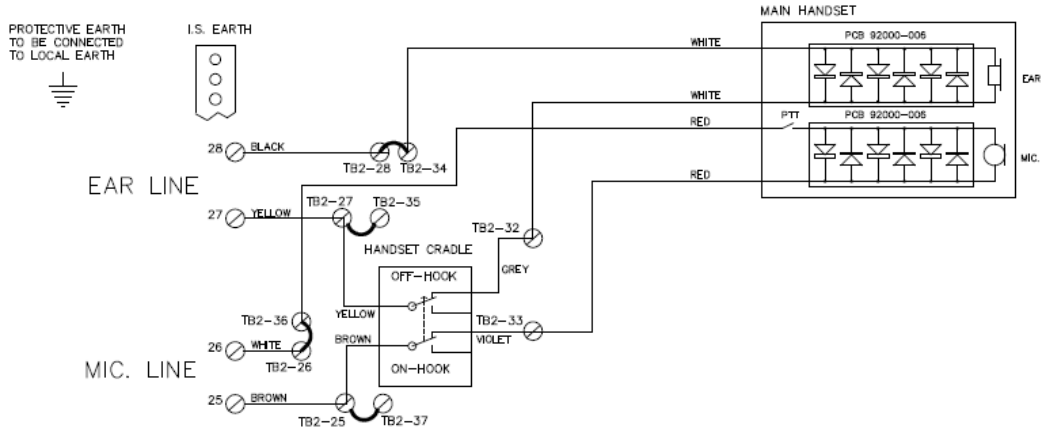 MAIN HANDSET
PROTECTIVE EARTH
TO BE CONNECTED
TO LOCAL EARTH
I.S. EARTH
WHITE
PCB 92000-006
EAR
WHITE
RED
PTT
PCB 92000-006
MIC.
RED
28
BLACK
TB2-28
TB2-34
EAR LINE
27
YELLOW
TB2-27
TB2-35
TB2-32
HANDSET CRADLE
OFF-HOOK
GREY
YELLOW
TB2-36
BROWN
TB2-33
VIOLET
26
WHITE
TB2-26
ON-HOOK
MIC. LINE
25
BROWN
TB2-25
TB2-37